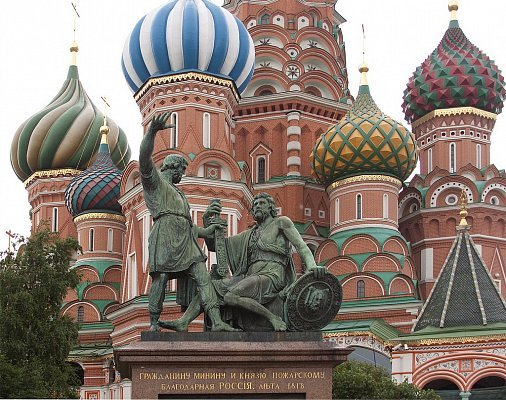 ГРАЖДАНИНУ МИНИНУ И КНЯЗЮ ПОЖАРСКОМУ
БЛАГОДАРНАЯ РОССІЯ. ЛѢТА 1818